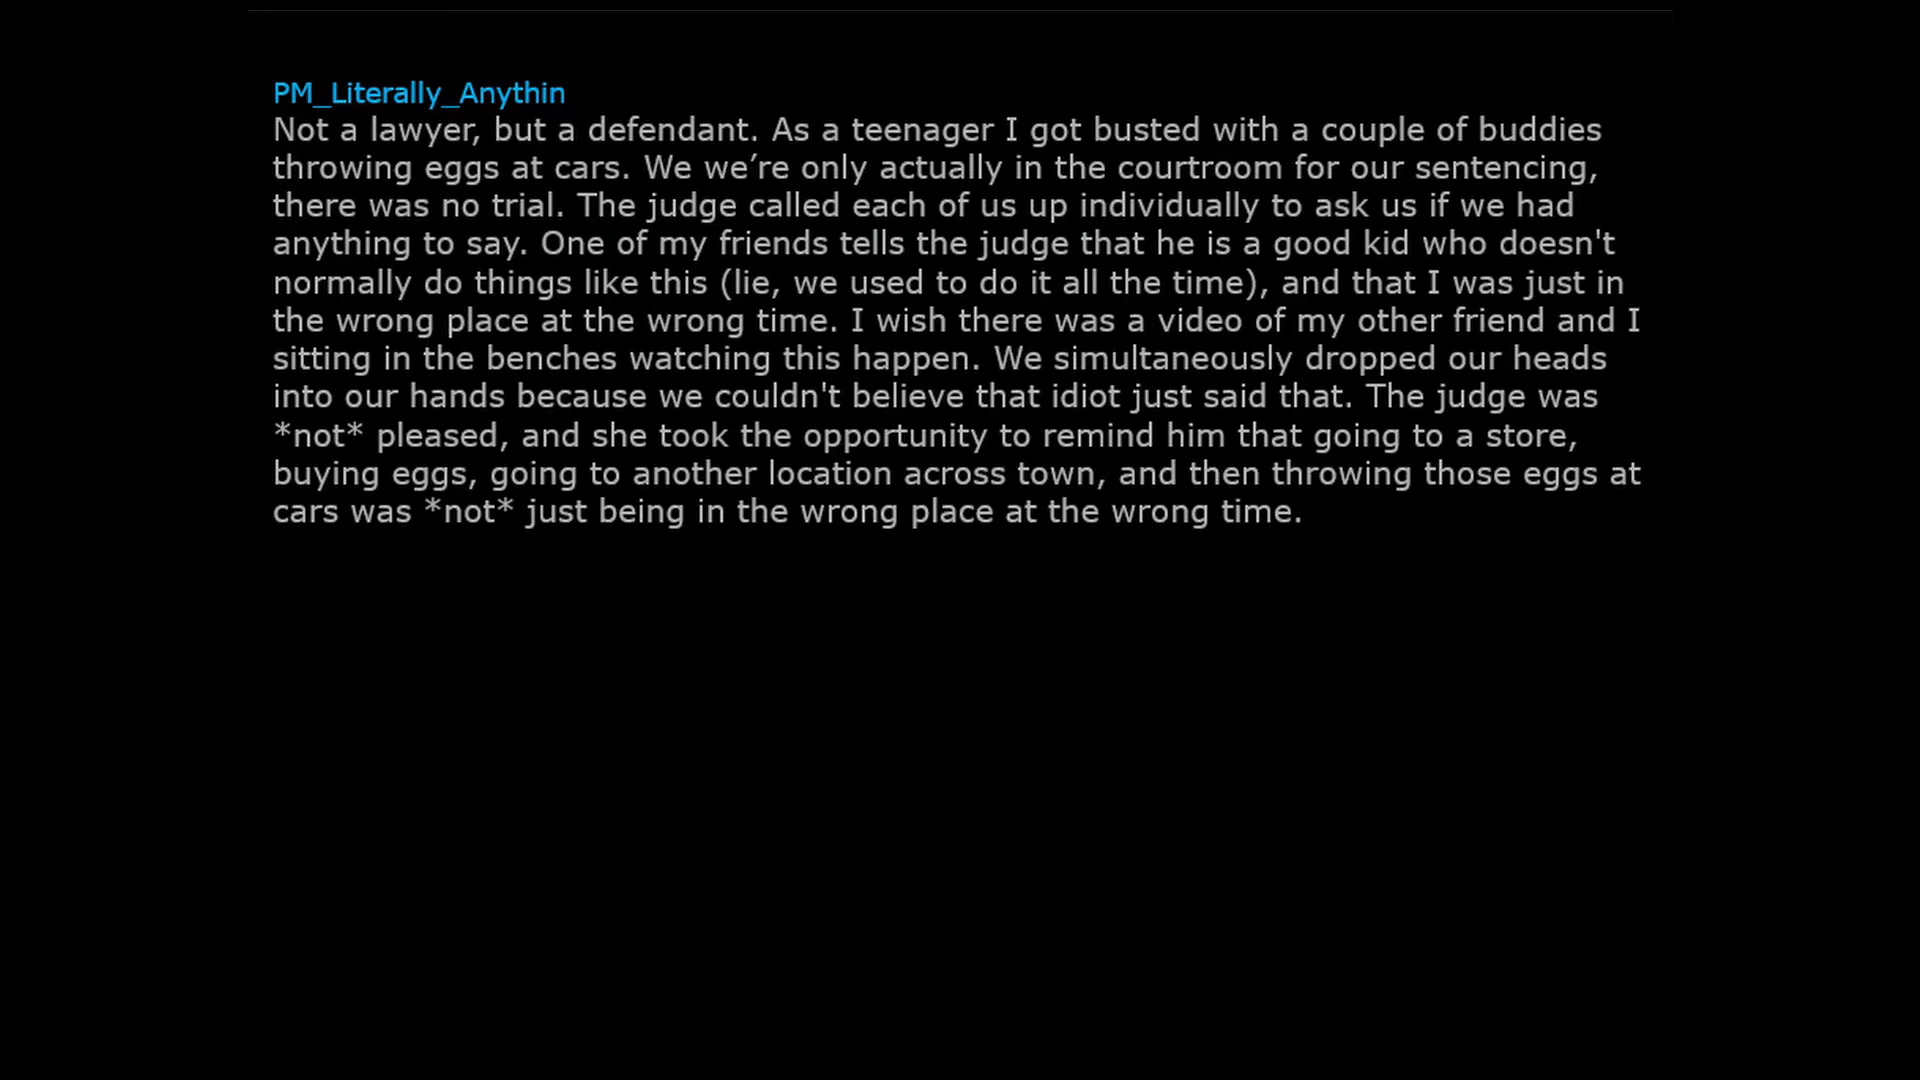 PM_Literally_Anythin
Not a lawyer, but a defendant. As a teenager I got busted with a couple of buddies
throwing eggs at cars. We we’re only actually in the courtroom for our sentencing,
there was no trial. The judge called each of us up individually to ask us if we had
anything to say. One of my friends tells the judge that he is a good kid who doesn't
normally do things like this (lie, we used to do it all the time), and that I was just in
the wrong place at the wrong time. I wish there was a video of my other friend and I
sitting in the benches watching this happen. We simultaneously dropped our heads
into our hands because we couldn't believe that idiot just said that. The judge was
*not* pleased, and she took the opportunity to remind him that going to a store,
buying eggs, going to another location across town, and then throwing those eggs at
cars was *not* just being in the wrong place at the wrong time.